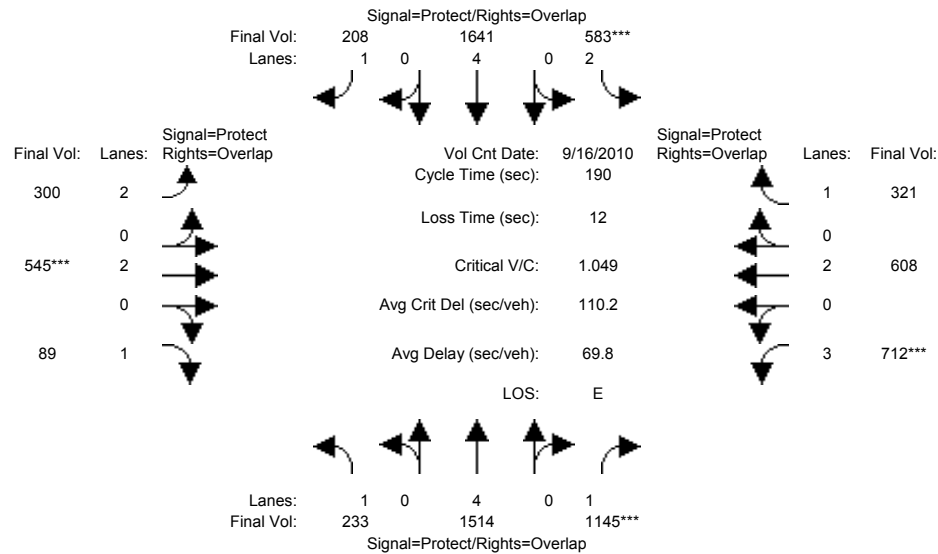 Signal=Protect/Rights=Overlap
Final Vol: 208 1641 583***
Lanes: 1 0 4 0 2
Signal=Protect
Final Vol: Lanes: Rights=Overlap
Vol Cnt Date: 9/16/2010
Signal=Protect
Rights=Overlap Lanes: Final Vol:
Cycle Time (sec): 190
300 2
1 321
Loss Time (sec): 12
0
0
545*** 2
Critical V/C: 1.049
2 608
0
Avg Crit Del (sec/veh): 110.2
0
89 1
Avg Delay (sec/veh): 69.8
3 712***
LOS: E
Lanes: 1 0 4 0 1
Final Vol: 233 1514 1145***
Signal=Protect/Rights=Overlap